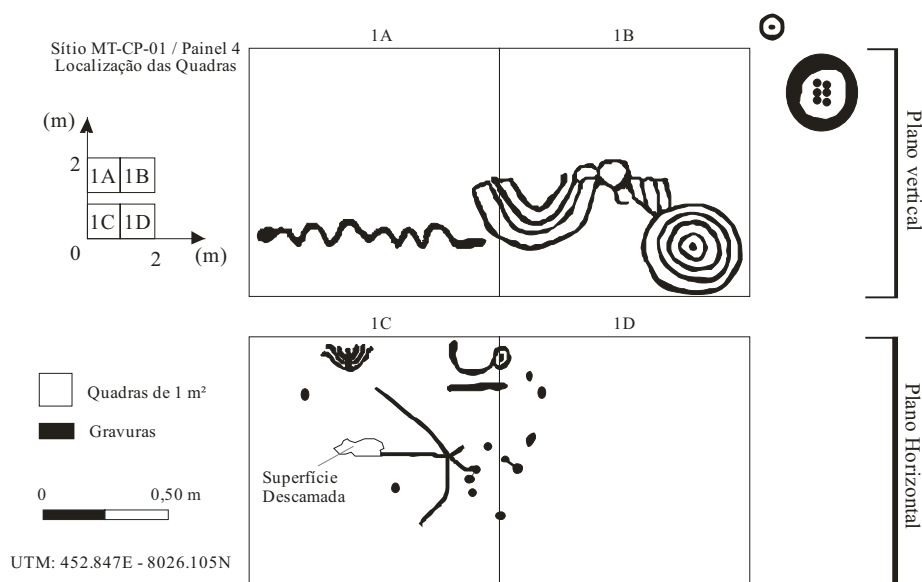 Sítio MT-CP-01 / Painel 4
Localização das Quadras
(m)
2
1A 1B
1C 1D
0
2
(m)
1A
1B
1C
1D
Plano vertical
Plano Horizontal
Superfície
Descamada
Quadras de 1 m²
Gravuras
0
0,50 m
UTM: 452.847E - 8026.105N